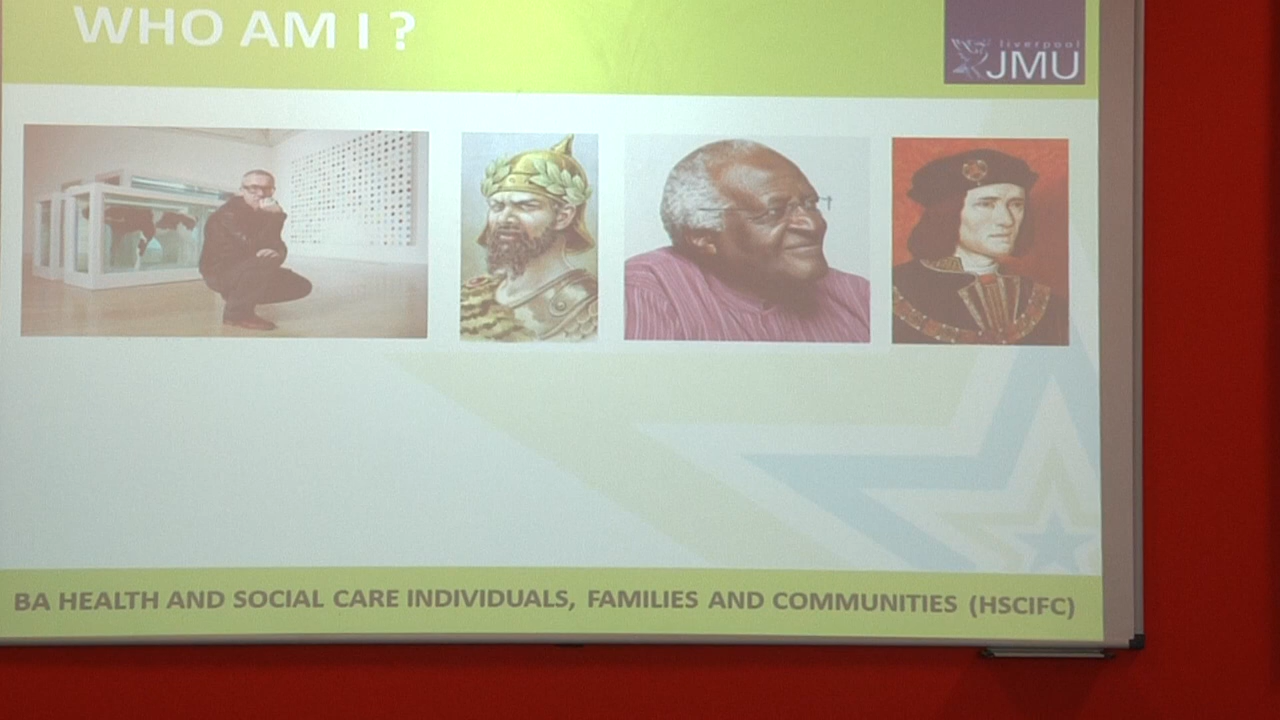 WHO AM I ?
liverpool
JMU
BA HEALTH AND SOCIAL CARE INDIVIDUALS, FAMILIES AND COMMUNITIES (HSCIFC)